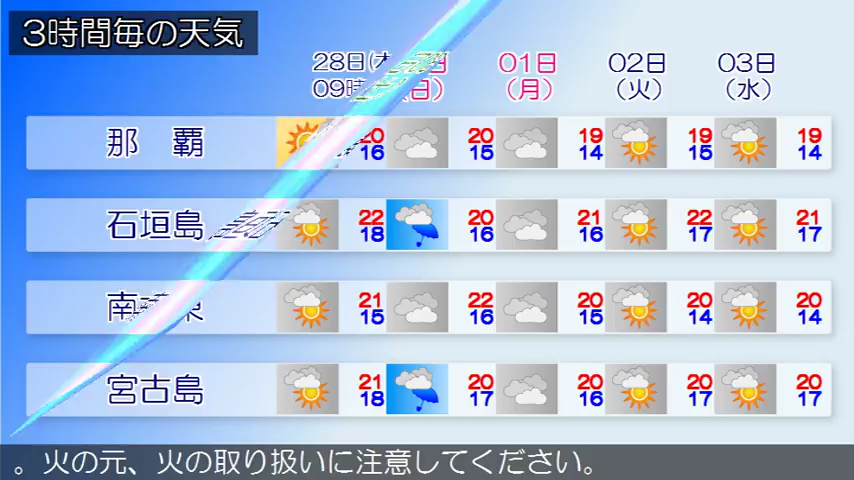 3時間毎の天気
28日 01日 02日 03日
09時 (日) (月) (火) (水)
那覇 20 20 19 19 19
16 15 14 15 14
石垣島 22 20 21 22 21
18 16 16 17 17
南 東 21 22 20 20 20
15 16 15 14 14
宮古島 21 20 20 20 20
18 17 16 17 17
。火の元、火の取り扱いに注意してください。